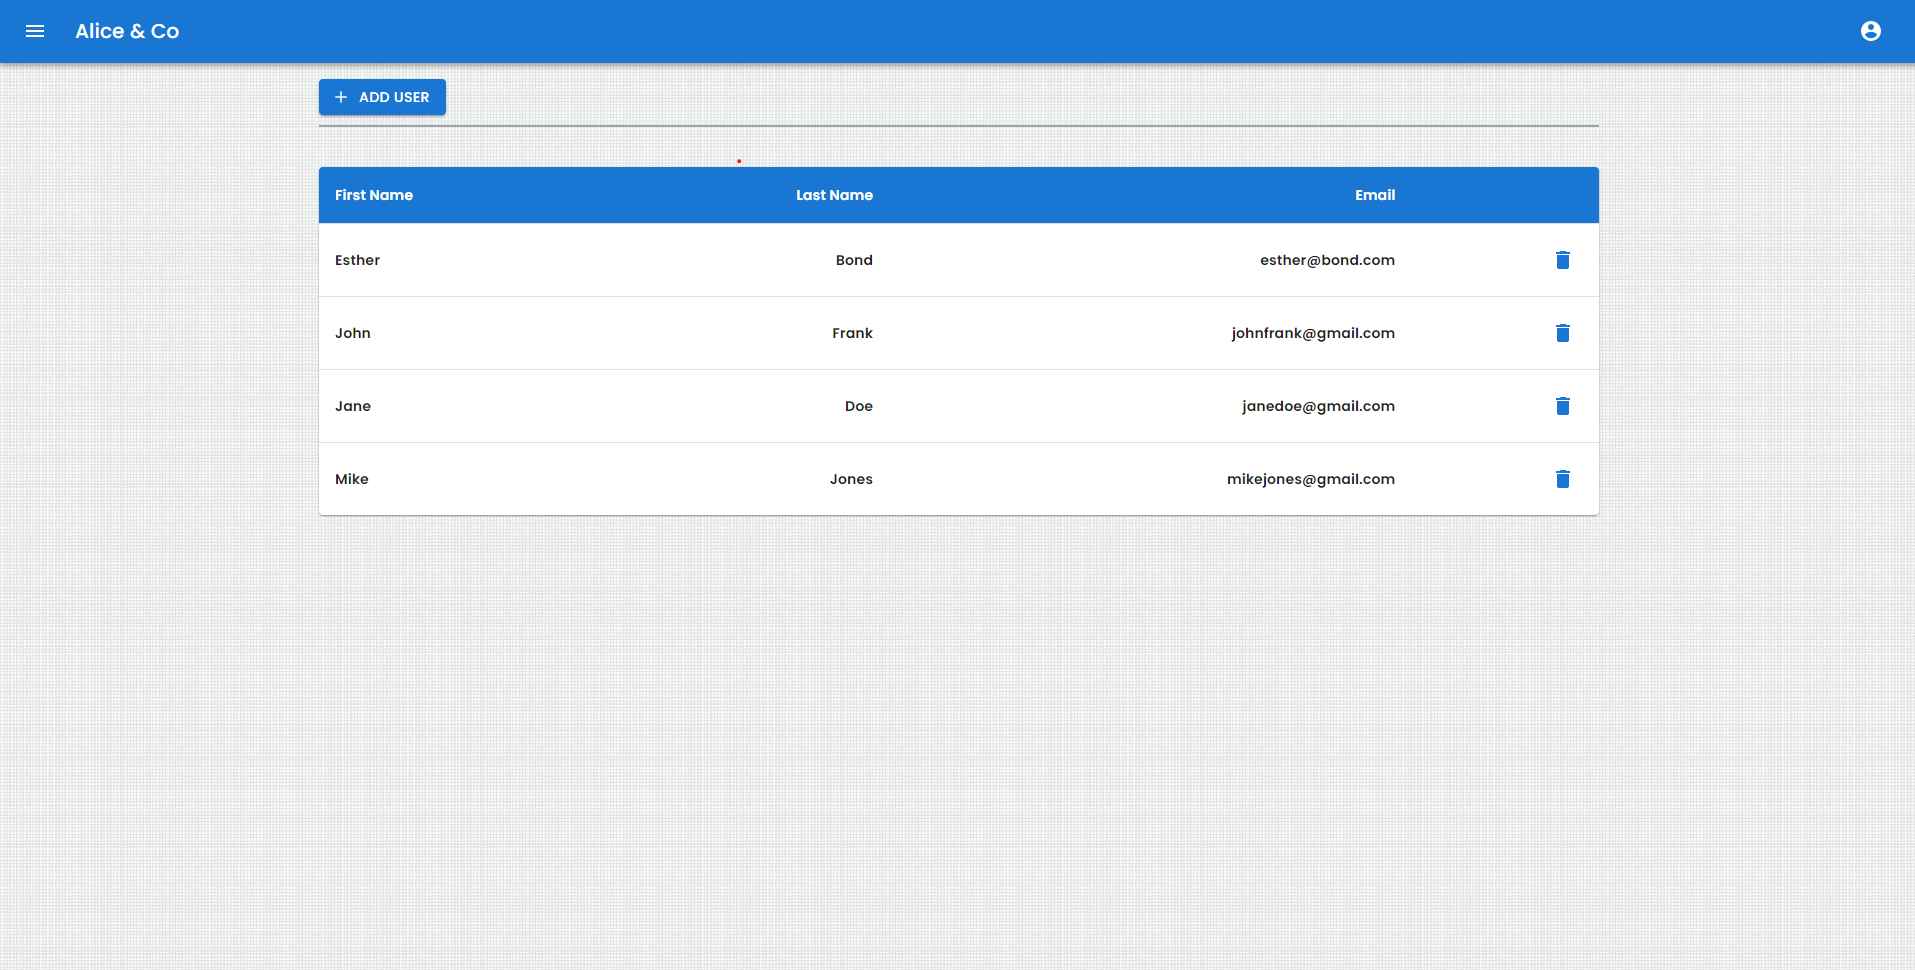 Alice & Co
ADD USER
First Name Last Name Email
Esther Bond esther@bond.com
John Frank johnfrank@gmail.com
Jane Doe janedoe@gmail.com
Mike Jones mikejones@gmail.com